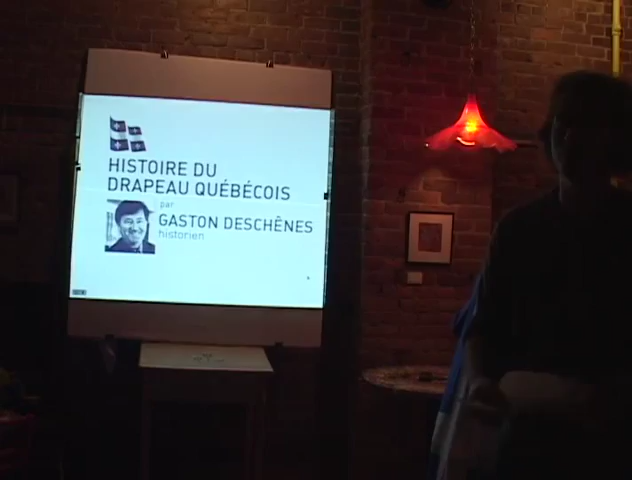 HISTOIRE DU
DRAPEAU QUÉBÉCOIS
par
GASTON DESCHÊNES
historien